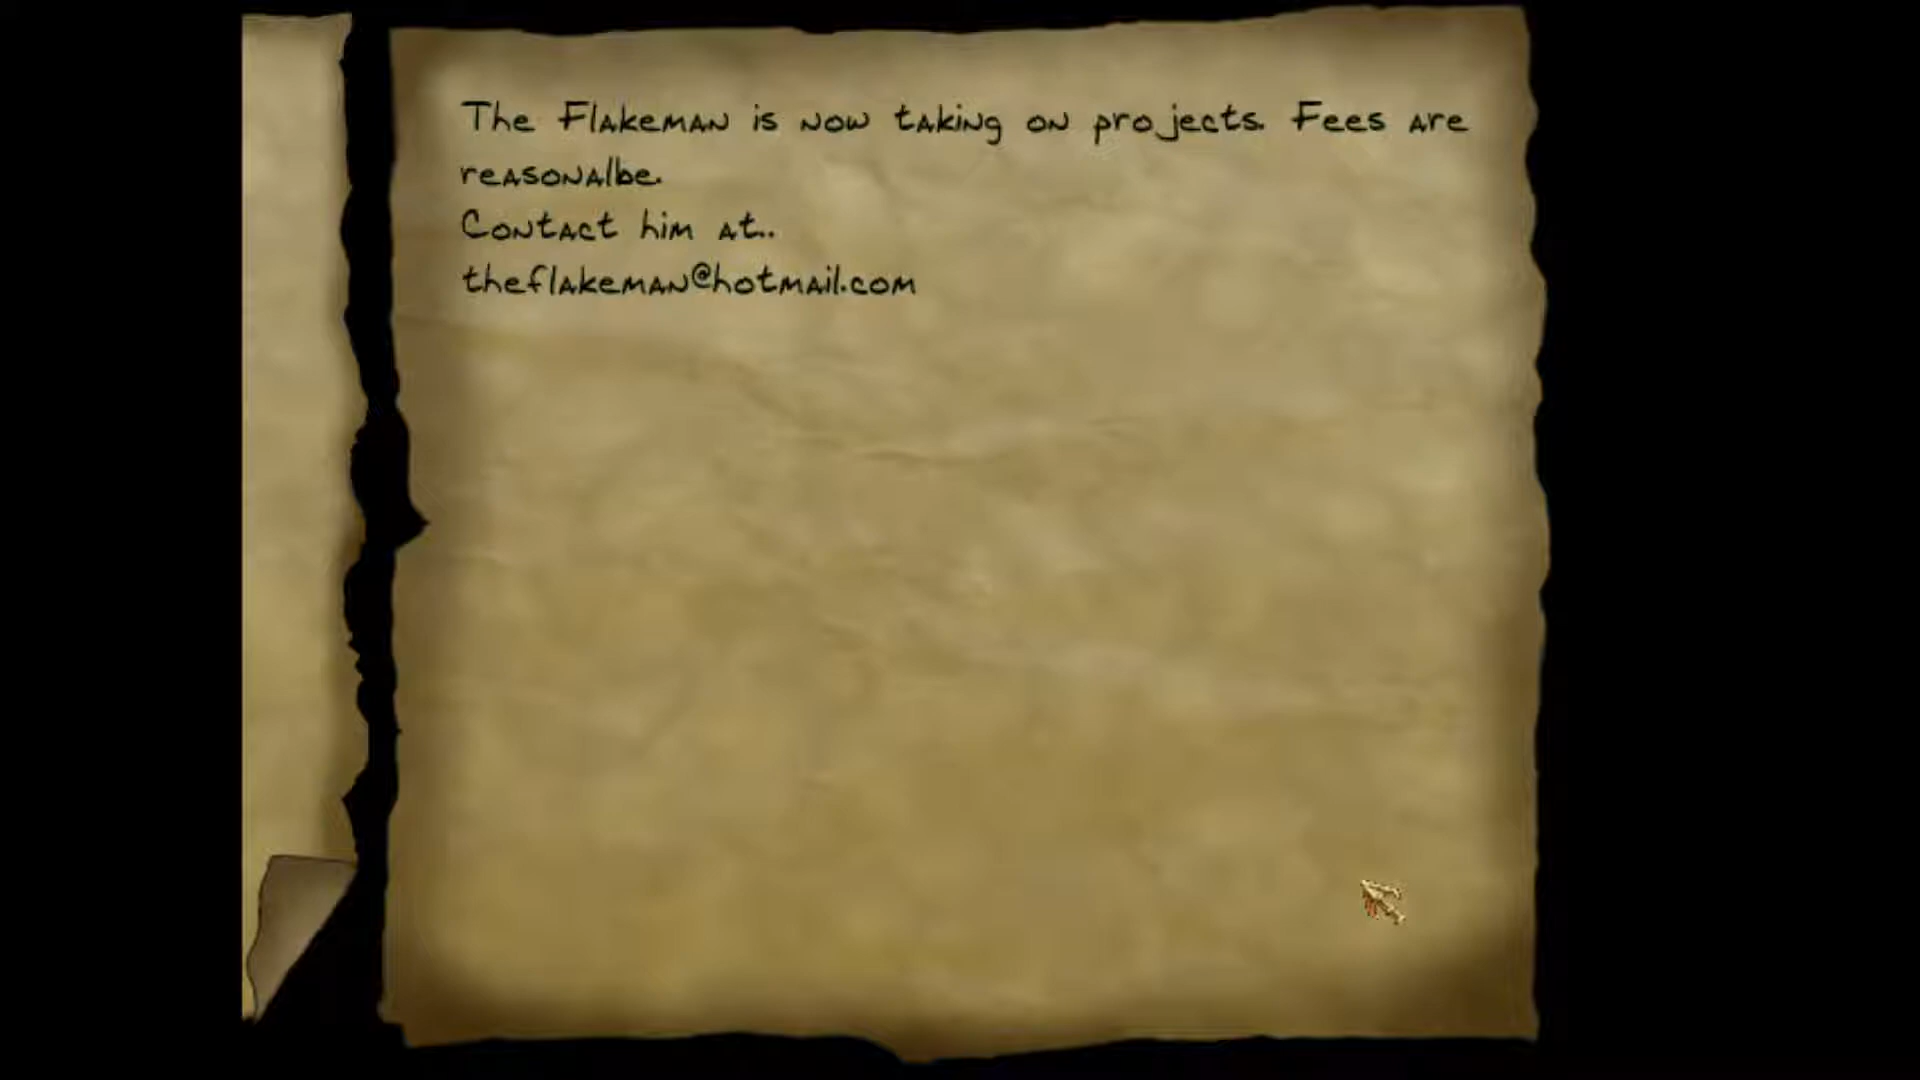 The Flakeman is now taking on projects. Fees are
reasonalbe.
Contact him at..
theflakeman@hotmail.com